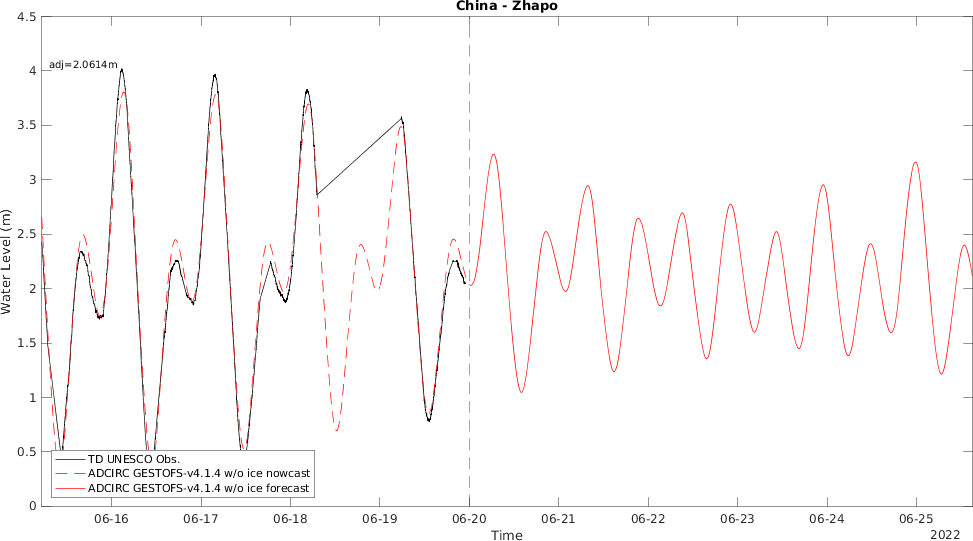 China - Zhapo
4.5
4
3.5
3
2.5
2
1.5
1
0.5
0
Water Level (m)
adj=2.0614m
TD UNESCO Obs.
ADCIRC GESTOFS-v4.1.4 w/o ice nowcast
ADCIRC GESTOFS-v4.1.4 w/o ice forecast
06-16 06-17 06-18 06-19 06-20 06-21 06-22 06-23 06-24 06-25
Time
2022